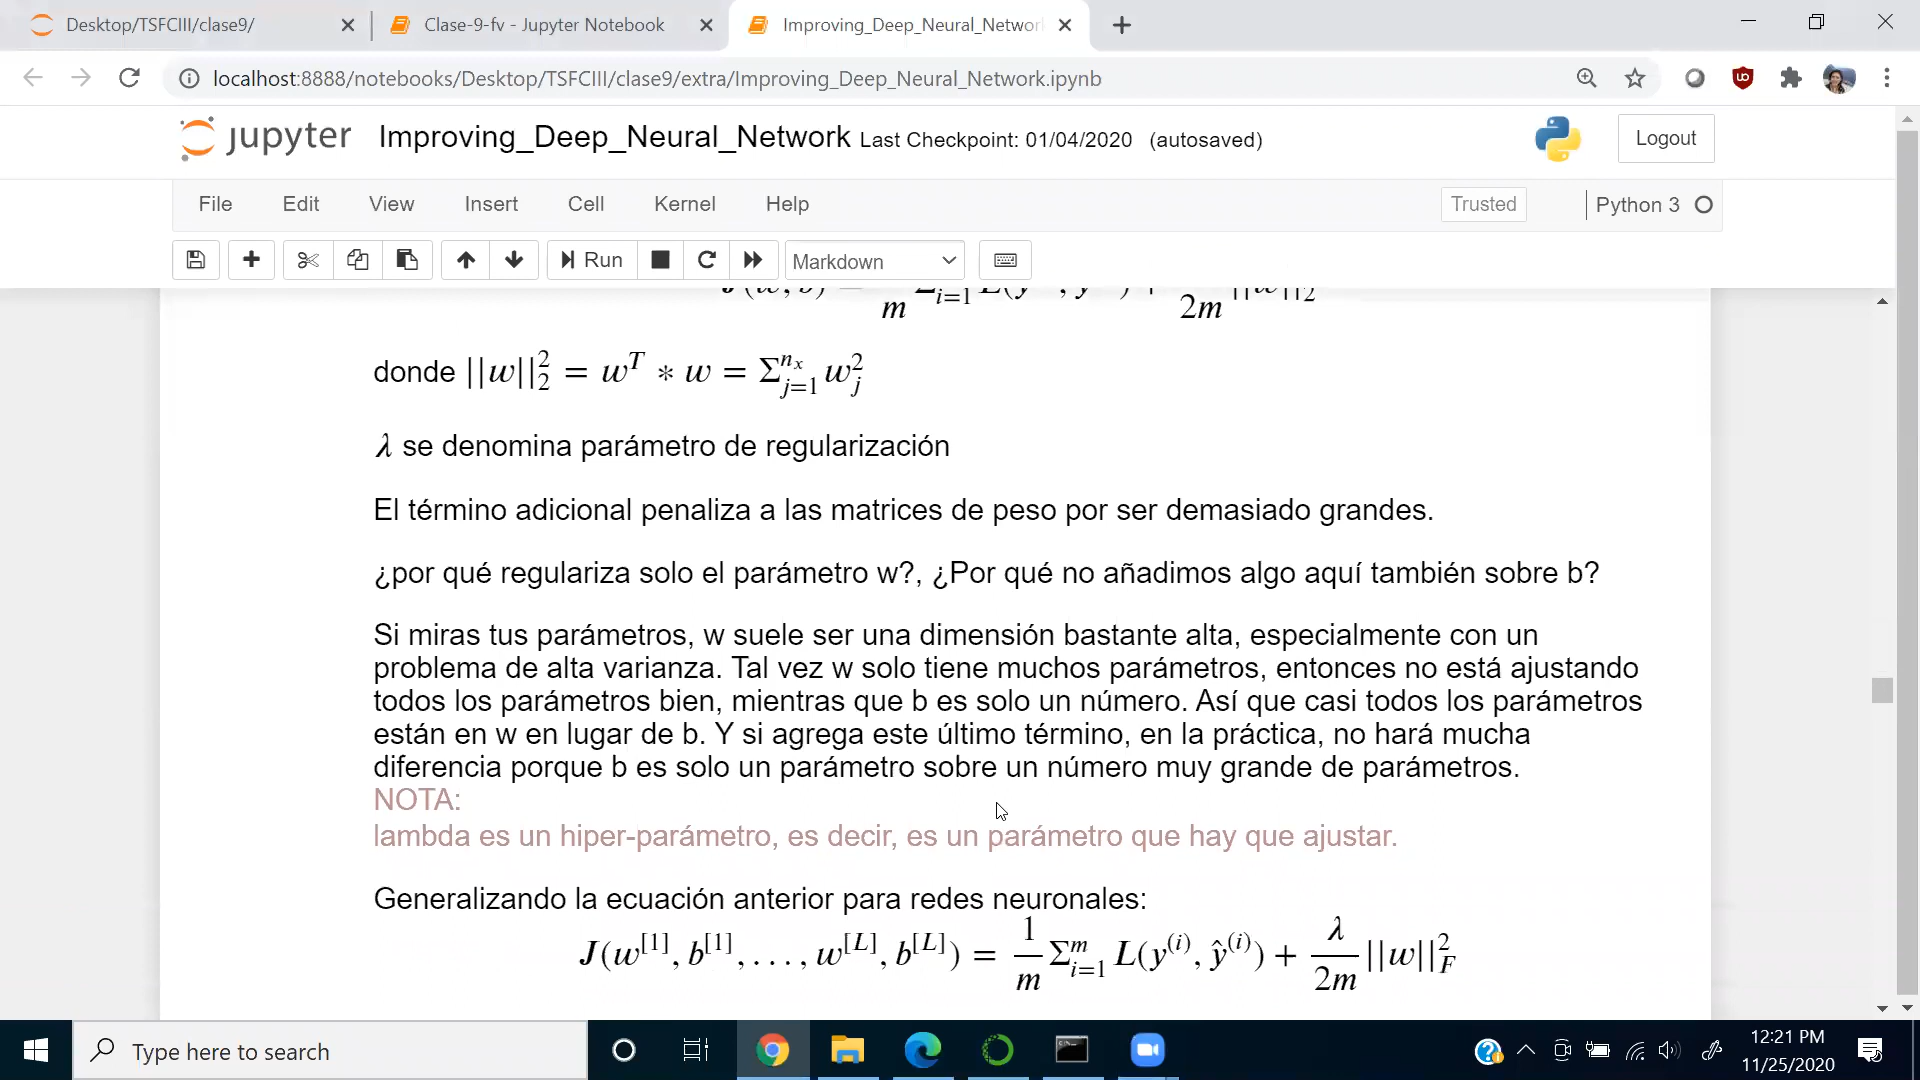 Desktop/TSFCIII/clase9/
Clase-9-fv - Jupyter Notebook
Improving_Deep_Neural_Networ
localhost:8888/notebooks/Desktop/TSFCIII/clase9/extra/Improving_Deep_Neural_Network.ipynb
jupyter Improving_Deep_Neural_Network Last Checkpoint: 01/04/2020 (autosaved)
Logout
File Edit View Insert Cell Kernel Help
Trusted
Python 3
Run
Markdown
donde ||w||₂² = w^T ∗ w = Σ_{j=1}^{n_x} w_j²
λ se denomina parámetro de regularización
El término adicional penaliza a las matrices de peso por ser demasiado grandes.
¿por qué regulariza solo el parámetro w?, ¿Por qué no añadimos algo aquí también sobre b?
Si miras tus parámetros, w suele ser una dimensión bastante alta, especialmente con un
problema de alta varianza. Tal vez w solo tiene muchos parámetros, entonces no está ajustando
todos los parámetros bien, mientras que b es solo un número. Así que casi todos los parámetros
están en w en lugar de b. Y si agrega este último término, en la práctica, no hará mucha
diferencia porque b es solo un parámetro sobre un número muy grande de parámetros.
NOTA:
lambda es un hiper-parámetro, es decir, es un parámetro que hay que ajustar.
Generalizando la ecuación anterior para redes neuronales:
J(w^{[1]}, b^{[1]}, . . . , w^{[L]}, b^{[L]}) = 1/m Σ_{i=1}^{m} L(y^{(i)}, ŷ^{(i)}) + λ/2m ||w||_F²
Type here to search
12:21 PM
11/25/2020